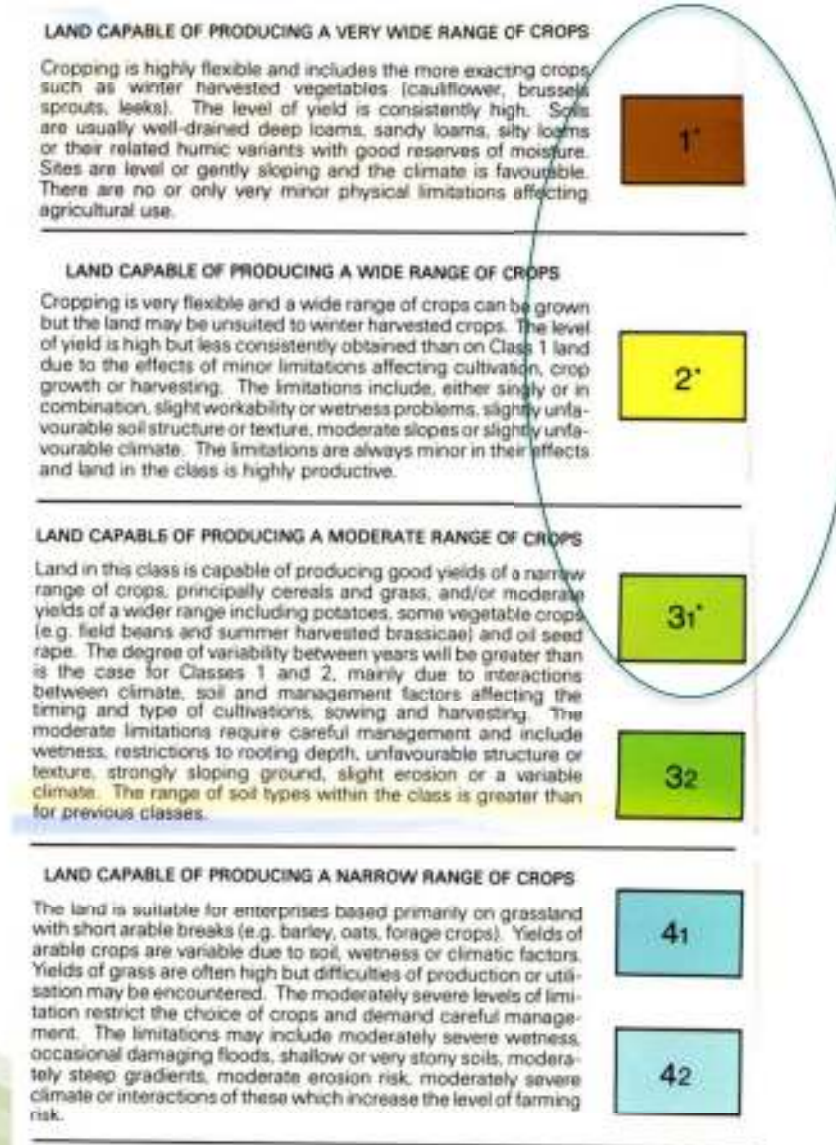 LAND CAPABLE OF PRODUCING A VERY WIDE RANGE OF CROPS
Cropping is highly flexible and includes the more exacting crops
such as winter harvested vegetables (cauliflower, brussels
sprouts, leeks). The level of yield is consistently high. Soils
are usually well-drained deep loams, sandy loams, silty loams
or their related humic variants with good reserves of moisture.
Sites are level or gently sloping and the climate is favourable.
There are no or only very minor physical limitations affecting
agricultural use.
1*
LAND CAPABLE OF PRODUCING A WIDE RANGE OF CROPS
Cropping is very flexible and a wide range of crops can be grown
but the land may be unsuited to winter harvested crops. The level
of yield is high but less consistently obtained than on Class 1 land
due to the effects of minor limitations affecting cultivation, crop
growth or harvesting. The limitations include, either singly or in
combination, slight workability or wetness problems, slightly unfa-
vourable soil structure or texture, moderate slopes or slightly unfa-
vourable climate. The limitations are always minor in their effects
and land in the class is highly productive.
2*
LAND CAPABLE OF PRODUCING A MODERATE RANGE OF CROPS
Land in this class is capable of producing good yields of a narrow
range of crops, principally cereals and grass, and/or moderate
yields of a wider range including potatoes, some vegetable crops
(e.g. field beans and summer harvested brassicae) and oil seed
rape. The degree of variability between years will be greater than
is the case for Classes 1 and 2, mainly due to interactions
between climate, soil and management factors affecting the
timing and type of cultivations, sowing and harvesting. The
moderate limitations require careful management and include
wetness, restrictions to rooting depth, unfavourable structure or
texture, strongly sloping ground, slight erosion or a variable
climate. The range of soil types within the class is greater than
for previous classes.
31*
32
LAND CAPABLE OF PRODUCING A NARROW RANGE OF CROPS
The land is suitable for enterprises based primarily on grassland
with short arable breaks (e.g. barley, oats, forage crops). Yields of
arable crops are variable due to soil, wetness or climatic factors.
Yields of grass are often high but difficulties of production or utili-
sation may be encountered. The moderately severe levels of limi-
tation restrict the choice of crops and demand careful manage-
ment. The limitations may include moderately severe wetness,
occasional damaging floods, shallow or very stony soils, modera-
tely steep gradients, moderate erosion risk, moderately severe
climate or interactions of these which increase the level of farming
risk.
41
42